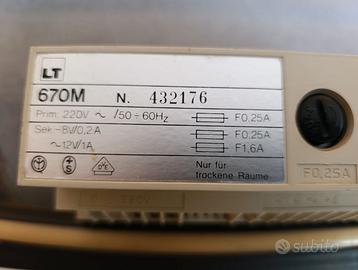 LT
670M N. 432176
Prim. 220V ~ /50-60Hz F0,25A
Sek - 8V/0,2A F0,25A
~ 12V/1A F1,6A
Nur für
trockene Räume
F0,25A
subito